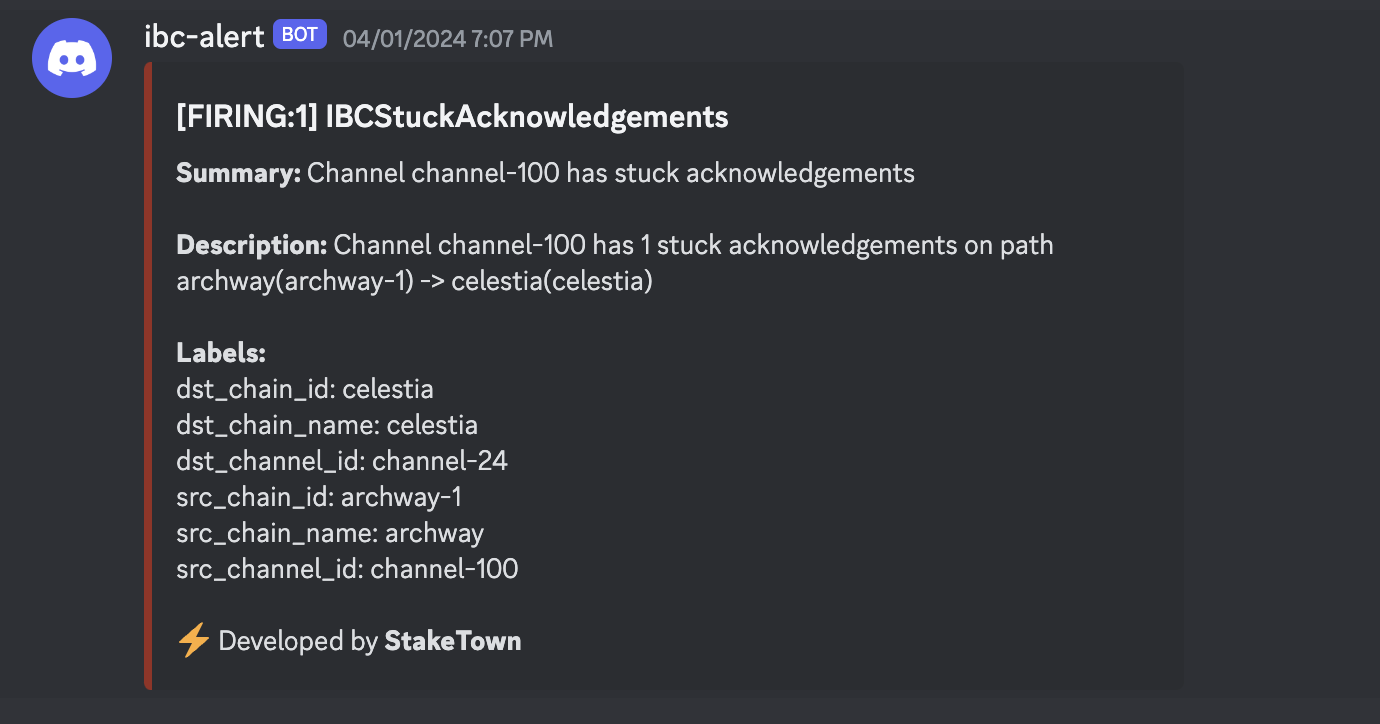 ibc-alert BOT 04/01/2024 7:07 PM
[FIRING:1] IBCStuckAcknowledgements
Summary: Channel channel-100 has stuck acknowledgements
Description: Channel channel-100 has 1 stuck acknowledgements on path
archway(archway-1) -> celestia(celestia)
Labels:
dst_chain_id: celestia
dst_chain_name: celestia
dst_channel_id: channel-24
src_chain_id: archway-1
src_chain_name: archway
src_channel_id: channel-100
⚡ Developed by StakeTown